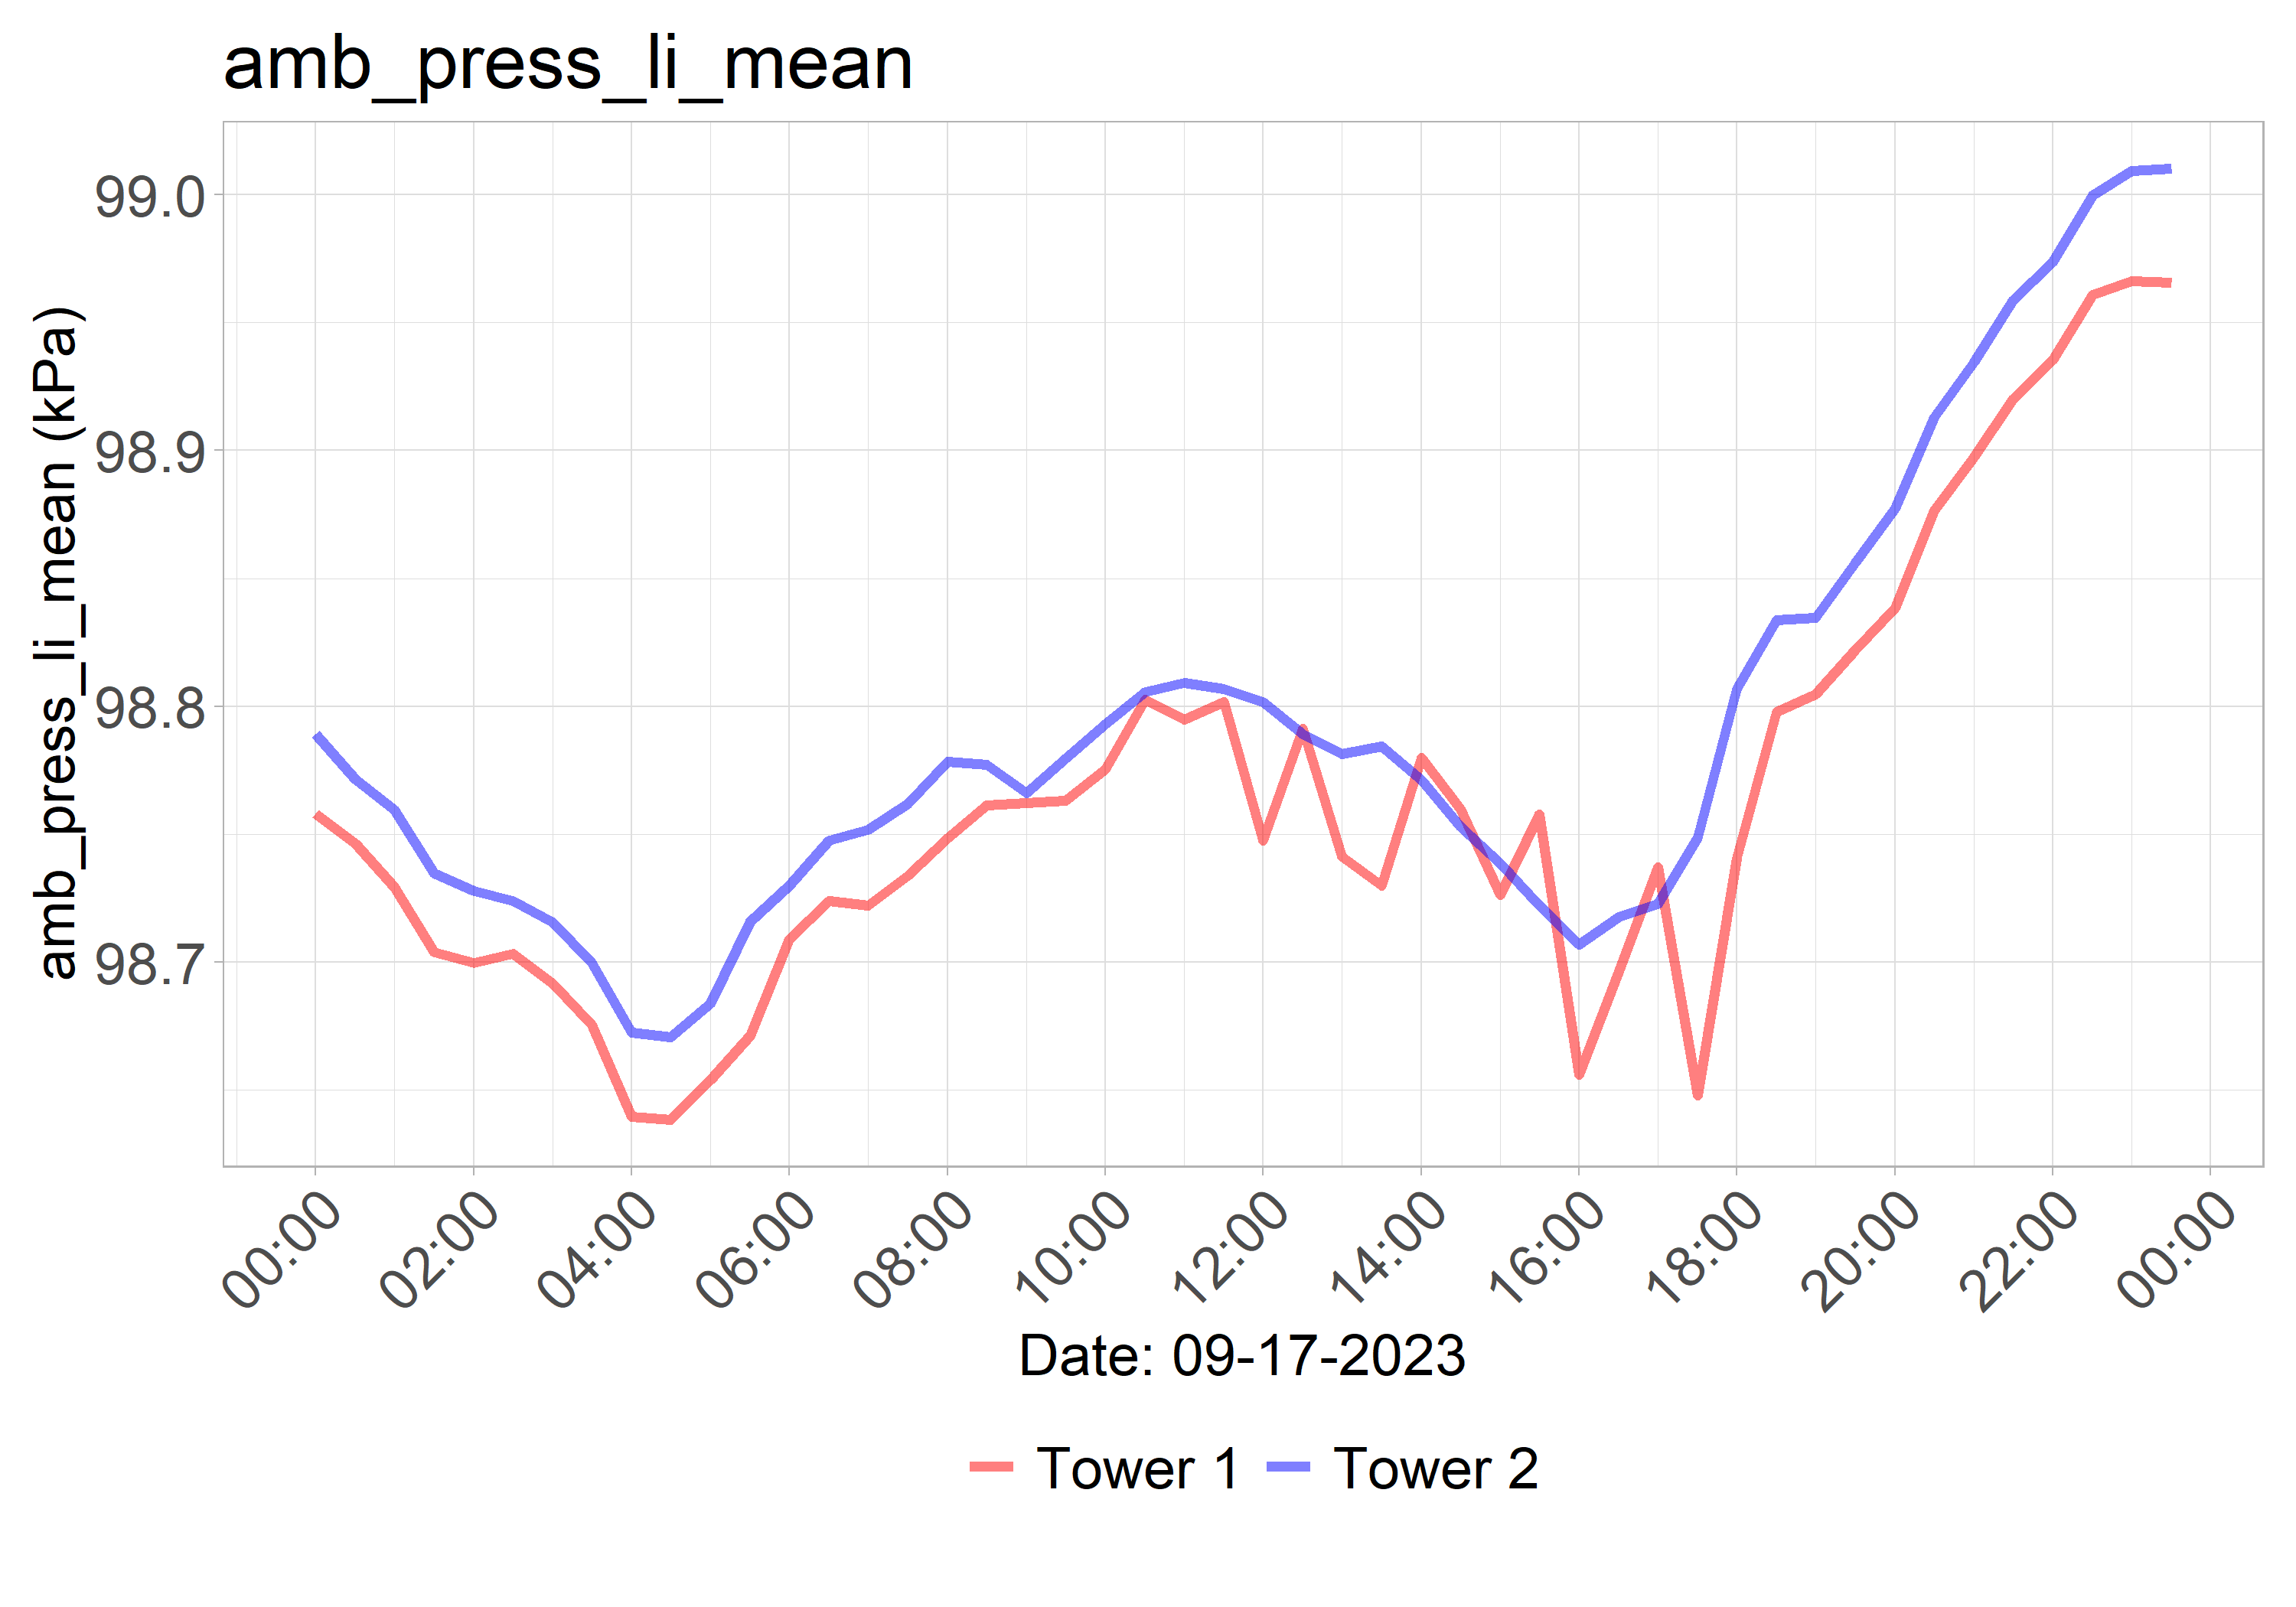 amb_press_li_mean
amb_press_li_mean (kPa)
99.0
98.9
98.8
98.7
00:00 02:00 04:00 06:00 08:00 10:00 12:00 14:00 16:00 18:00 20:00 22:00 00:00
Date: 09-17-2023
Tower 1 Tower 2